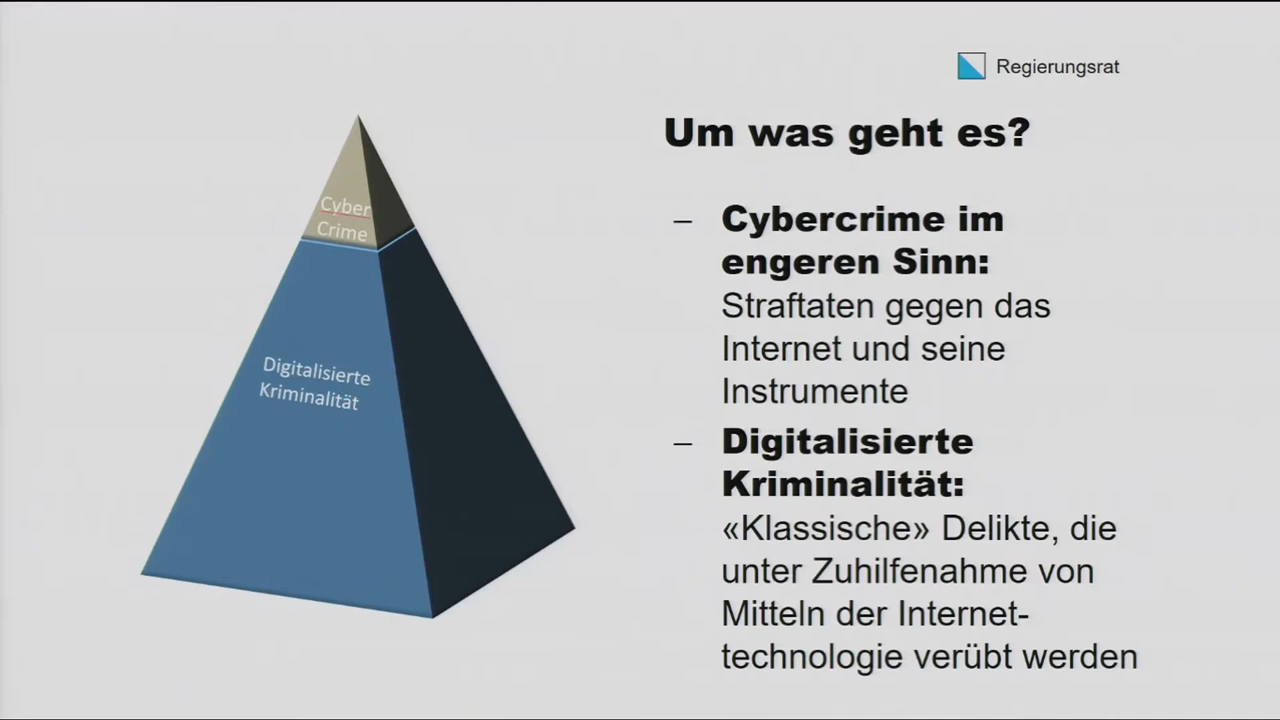 Regierungsrat
Um was geht es?
Cyber
Crime
Digitalisierte
Kriminalität
– Cybercrime im
engeren Sinn:
Straftaten gegen das
Internet und seine
Instrumente
– Digitalisierte
Kriminalität:
«Klassische» Delikte, die
unter Zuhilfenahme von
Mitteln der Internet-
technologie verübt werden